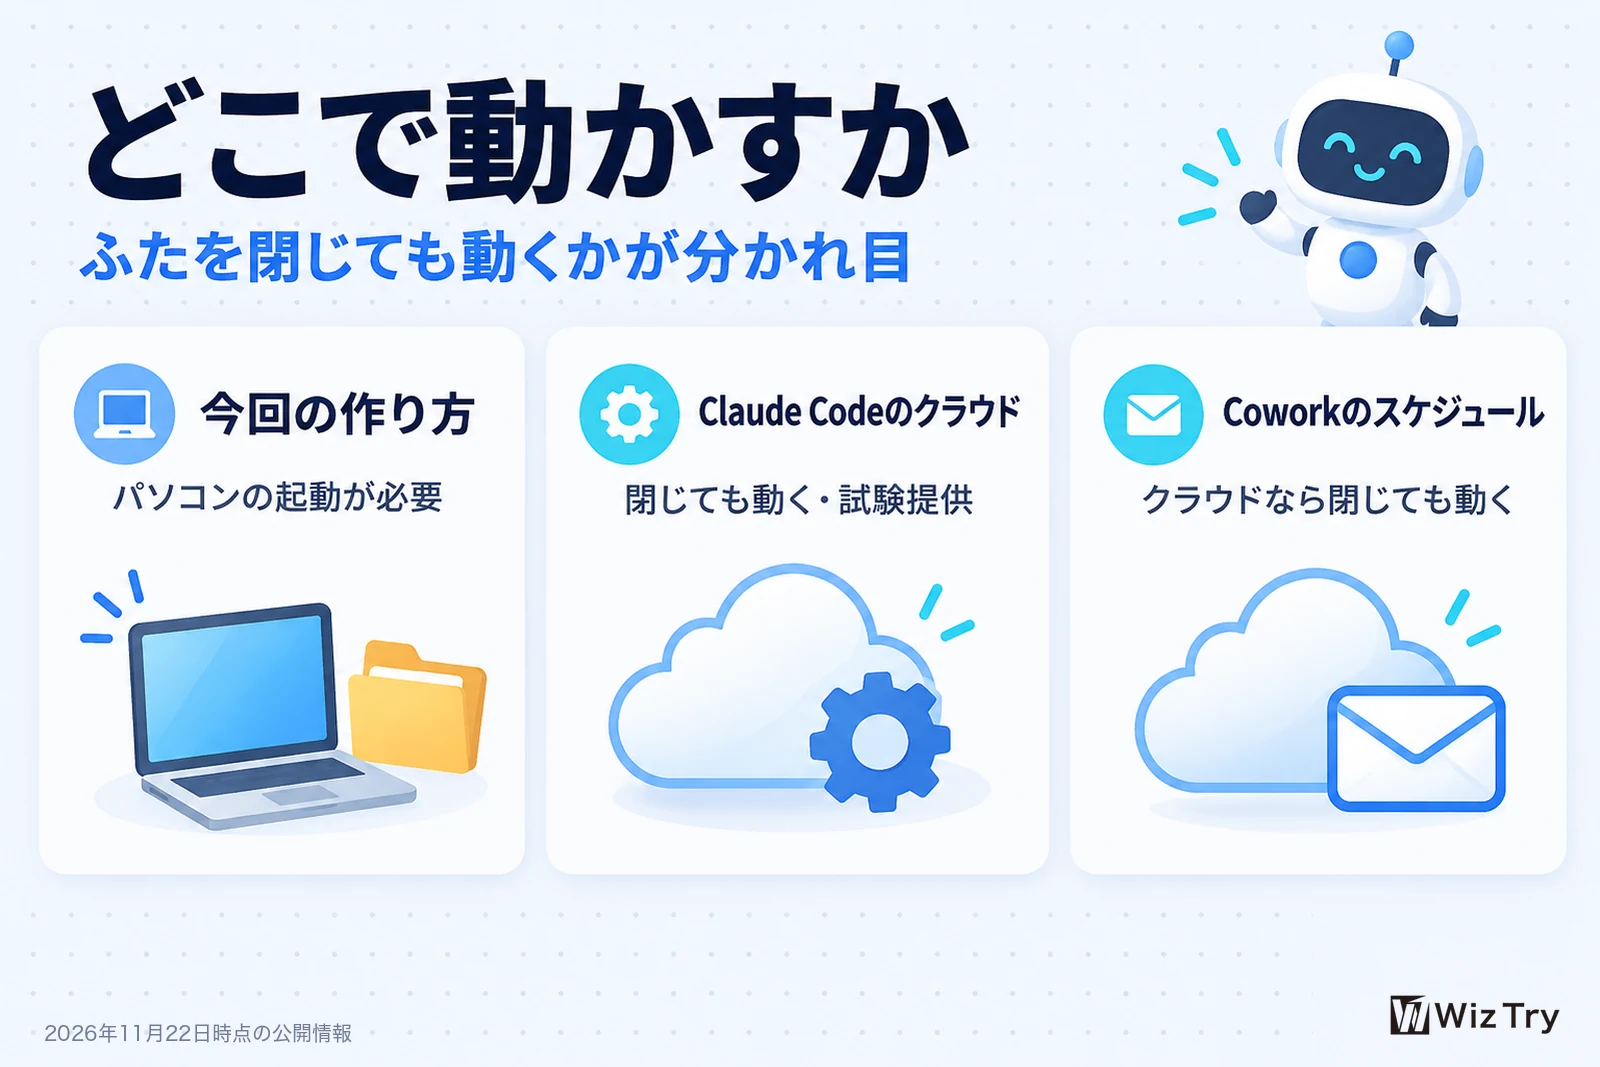 どこで動かすか
ふたを閉じても動くかが分かれ目
今回の作り方
パソコンの起動が必要
Claude Codeのクラウド
閉じても動く・試験提供
Coworkのスケジュール
クラウドなら閉じても動く
2026年11月22日時点の公開情報
Wiz Try